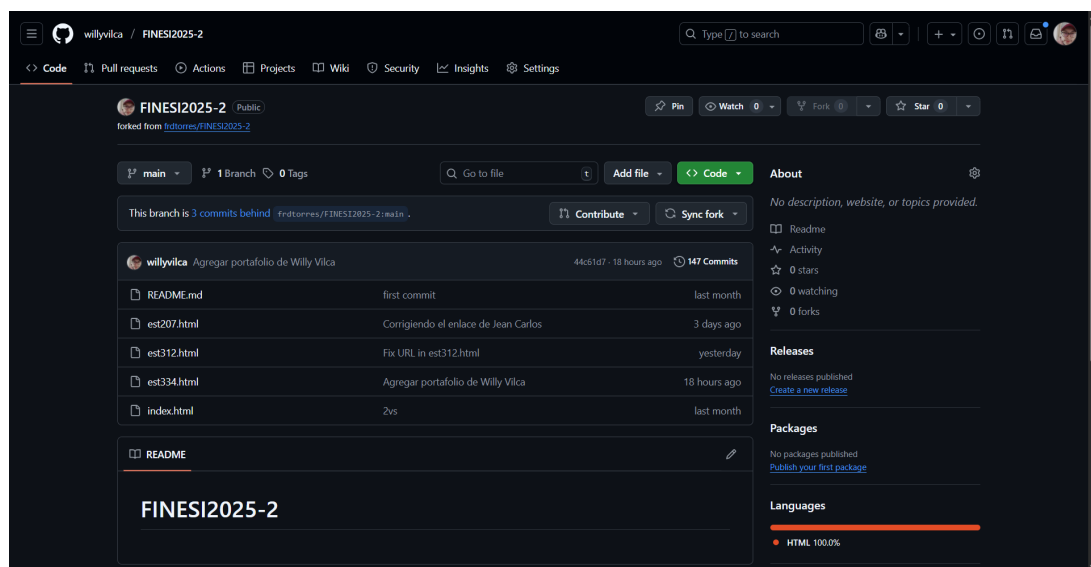 willyvilca / FINESI2025-2
Type / to search
Code Pull requests Actions Projects Wiki Security Insights Settings
FINESI2025-2 Public
Pin Watch 0 Fork 0 Star 0
forked from frdtorres/FINESI2025-2
main 1 Branch 0 Tags
Go to file t Add file Code
This branch is 3 commits behind frdtorres/FINESI2025-2:main .
Contribute Sync fork
willyvilca Agregar portafolio de Willy Vilca 44c61d7 · 18 hours ago 147 Commits
README.md first commit last month
est207.html Corrigiendo el enlace de Jean Carlos 3 days ago
est312.html Fix URL in est312.html yesterday
est334.html Agregar portafolio de Willy Vilca 18 hours ago
index.html 2vs last month
README
FINESI2025-2
About
No description, website, or topics provided.
Readme
Activity
0 stars
0 watching
0 forks
Releases
No releases published
Create a new release
Packages
No packages published
Publish your first package
Languages
HTML 100.0%